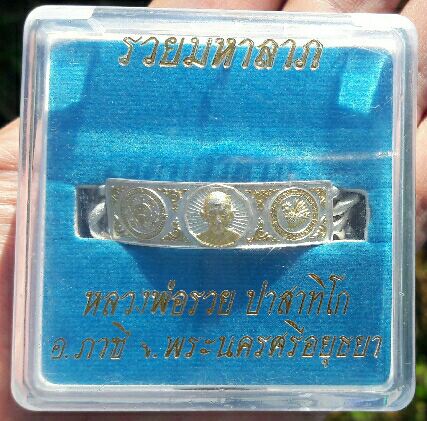 รวยมหาลาภ
หลวงพ่อรวย ปาสาทิโก
อ.ภาชี จ.พระนครศรีอยุธยา